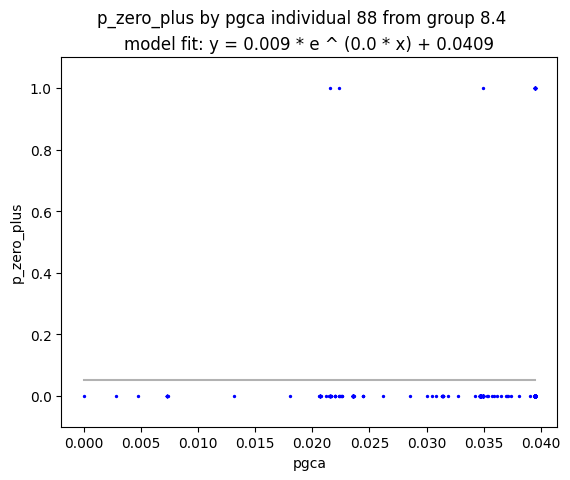 p_zero_plus by pgca individual 88 from group 8.4
model fit: y = 0.009 * e ^ (0.0 * x) + 0.0409
1.0
0.8
0.6
0.4
0.2
0.0
p_zero_plus
0.000 0.005 0.010 0.015 0.020 0.025 0.030 0.035 0.040
pgca